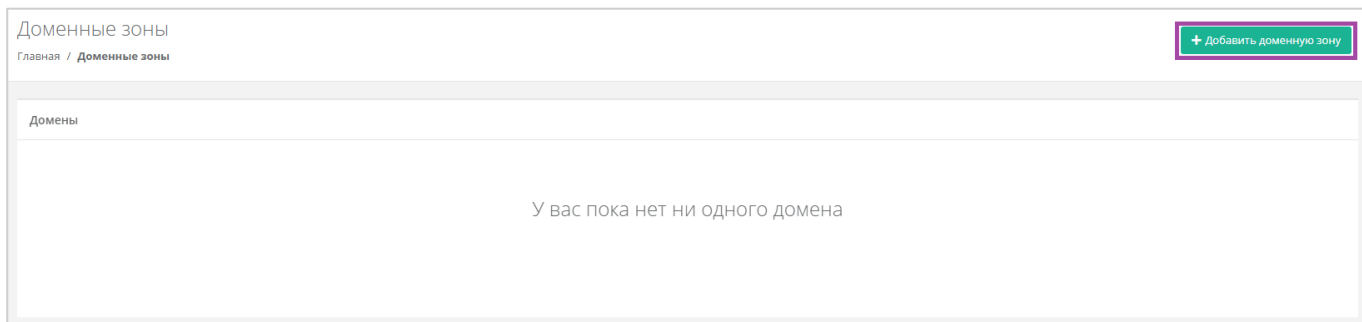 Доменные зоны
+ Добавить доменную зону
Главная / Доменные зоны
Домены
У вас пока нет ни одного домена